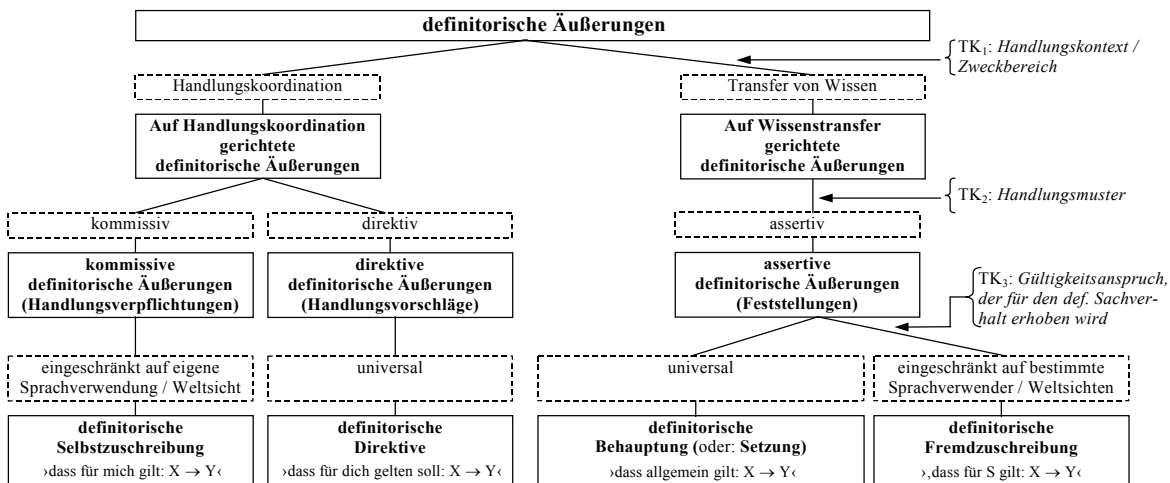 definitorische Äußerungen
TK₁: Handlungskontext /
Zweckbereich
Handlungskoordination
Transfer von Wissen
Auf Handlungskoordination
gerichtete
definitorische Äußerungen
Auf Wissenstransfer
gerichtete
definitorische Äußerungen
TK₂: Handlungsmuster
kommissiv
direktiv
assertiv
kommissive
definitorische Äußerungen
(Handlungsverpflichtungen)
direktive
definitorische Äußerungen
(Handlungsvorschläge)
assertive
definitorische Äußerungen
(Feststellungen)
TK₃: Gültigkeitsanspruch,
der für den def. Sachver-
halt erhoben wird
eingeschränkt auf eigene
Sprachverwendung / Weltsicht
universal
universal
eingeschränkt auf bestimmte
Sprachverwender / Weltsichten
definitorische
Selbstzuschreibung
›dass für mich gilt: X → Y‹
definitorische
Direktive
›dass für dich gelten soll: X → Y‹
definitorische
Behauptung (oder: Setzung)
›dass allgemein gilt: X → Y‹
definitorische
Fremdzuschreibung
›,dass für S gilt: X → Y‹